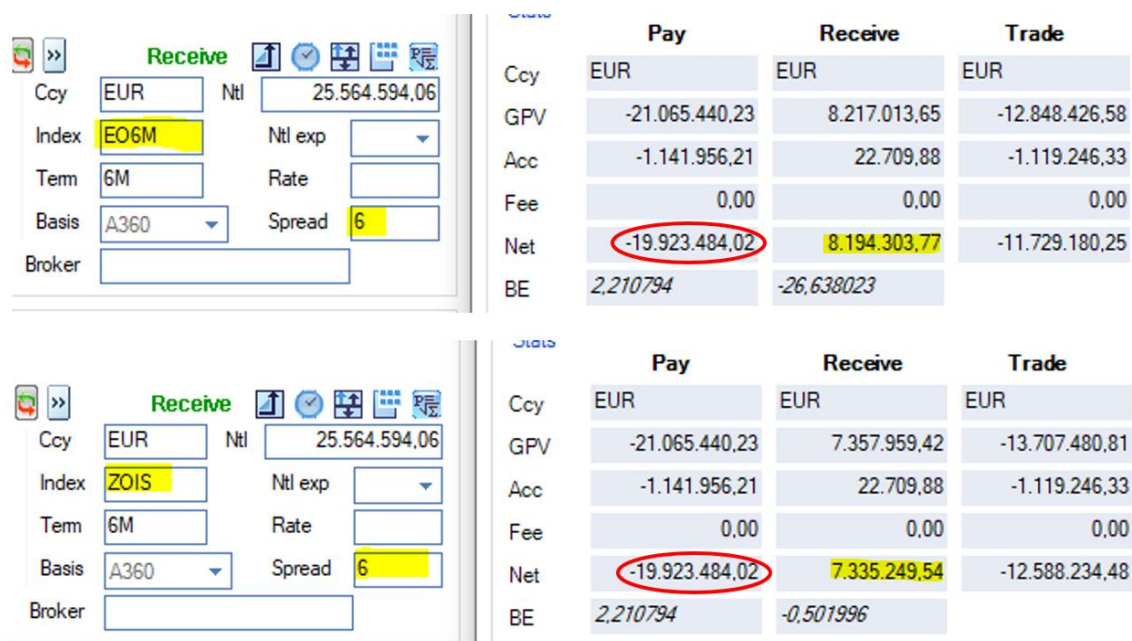 Stats
Pay Receive Trade
>> Receive
Ccy EUR Ntl 25.564.594,06
Index EO6M Ntl exp
Term 6M Rate
Basis A360 Spread 6
Broker
Ccy EUR EUR EUR
GPV -21.065.440,23 8.217.013,65 -12.848.426,58
Acc -1.141.956,21 22.709,88 -1.119.246,33
Fee 0,00 0,00 0,00
Net -19.923.484,02 8.194.303,77 -11.729.180,25
BE 2,210794 -26,638023
Stats
Pay Receive Trade
>> Receive
Ccy EUR Ntl 25.564.594,06
Index ZOIS Ntl exp
Term 6M Rate
Basis A360 Spread 6
Broker
Ccy EUR EUR EUR
GPV -21.065.440,23 7.357.959,42 -13.707.480,81
Acc -1.141.956,21 22.709,88 -1.119.246,33
Fee 0,00 0,00 0,00
Net -19.923.484,02 7.335.249,54 -12.588.234,48
BE 2,210794 -0,501996